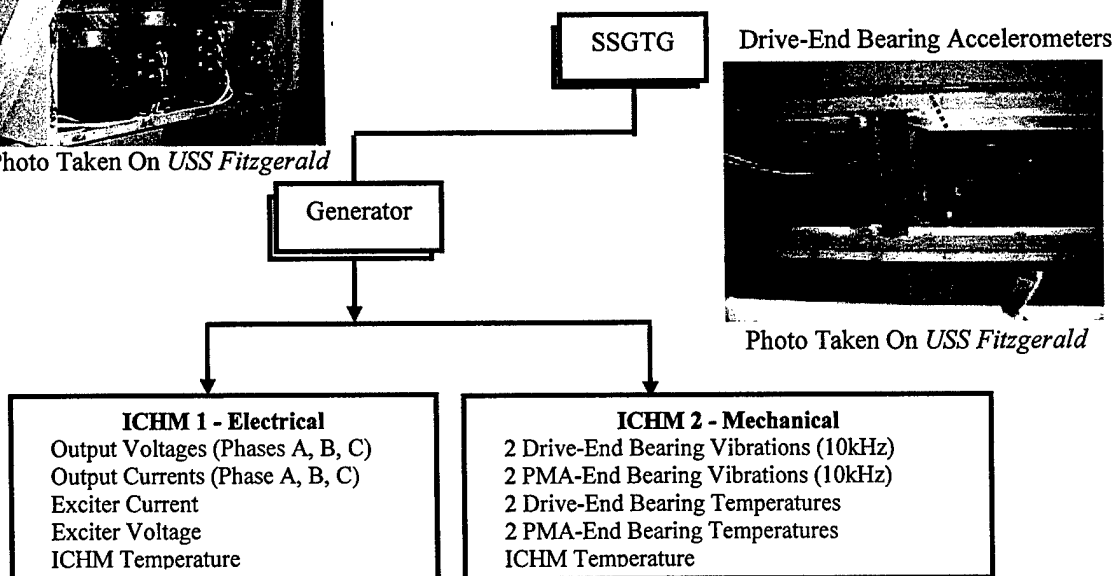 SSGTG
Drive-End Bearing Accelerometers
Photo Taken On USS Fitzgerald
Generator
Photo Taken On USS Fitzgerald
ICHM 1 - Electrical
Output Voltages (Phases A, B, C)
Output Currents (Phase A, B, C)
Exciter Current
Exciter Voltage
ICHM Temperature
ICHM 2 - Mechanical
2 Drive-End Bearing Vibrations (10kHz)
2 PMA-End Bearing Vibrations (10kHz)
2 Drive-End Bearing Temperatures
2 PMA-End Bearing Temperatures
ICHM Temperature